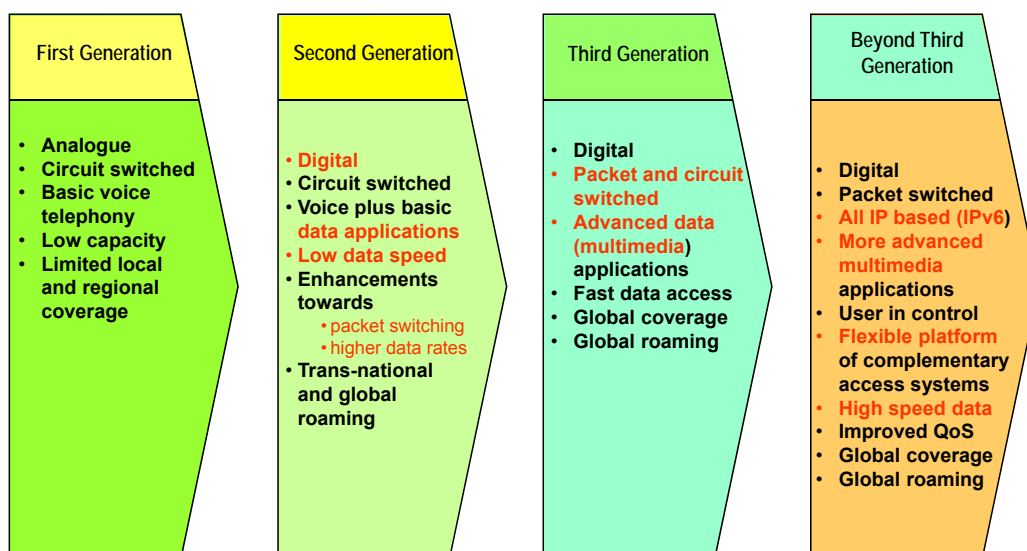 First Generation
• Analogue
• Circuit switched
• Basic voice
telephony
• Low capacity
• Limited local
and regional
coverage
Second Generation
• Digital
• Circuit switched
• Voice plus basic
data applications
• Low data speed
• Enhancements
towards
• packet switching
• higher data rates
• Trans-national
and global
roaming
Third Generation
• Digital
• Packet and circuit
switched
• Advanced data
(multimedia)
applications
• Fast data access
• Global coverage
• Global roaming
Beyond Third
Generation
• Digital
• Packet switched
• All IP based (IPv6)
• More advanced
multimedia
applications
• User in control
• Flexible platform
of complementary
access systems
• High speed data
• Improved QoS
• Global coverage
• Global roaming